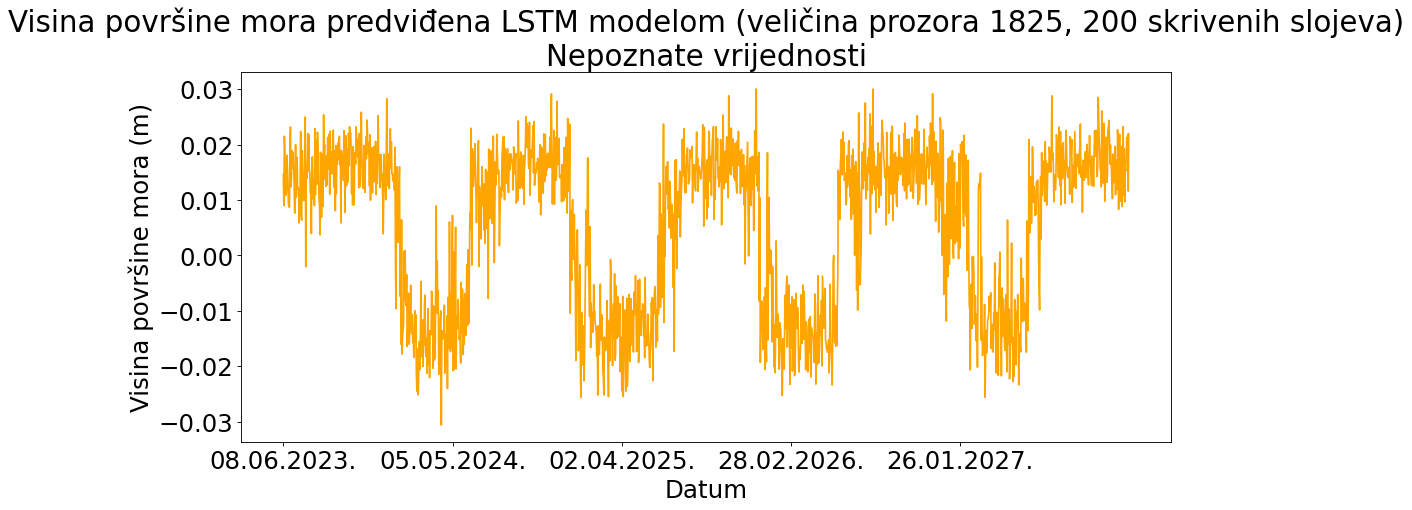 Visina površine mora predviđena LSTM modelom (veličina prozora 1825, 200 skrivenih slojeva)
Nepoznate vrijednosti
Visina površine mora (m)
0.03
0.02
0.01
0.00
−0.01
−0.02
−0.03
08.06.2023. 05.05.2024. 02.04.2025. 28.02.2026. 26.01.2027.
Datum